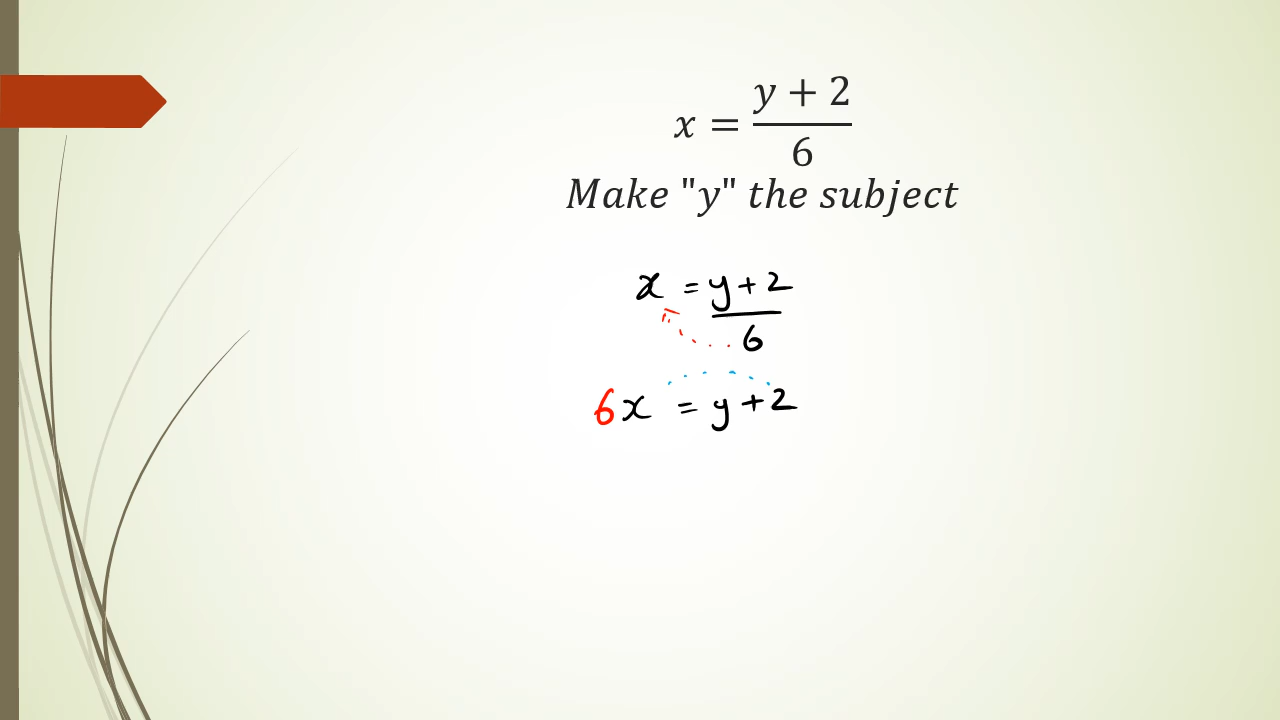 x = y + 2
6
Make "y" the subject
x = y + 2
6
6x = y + 2